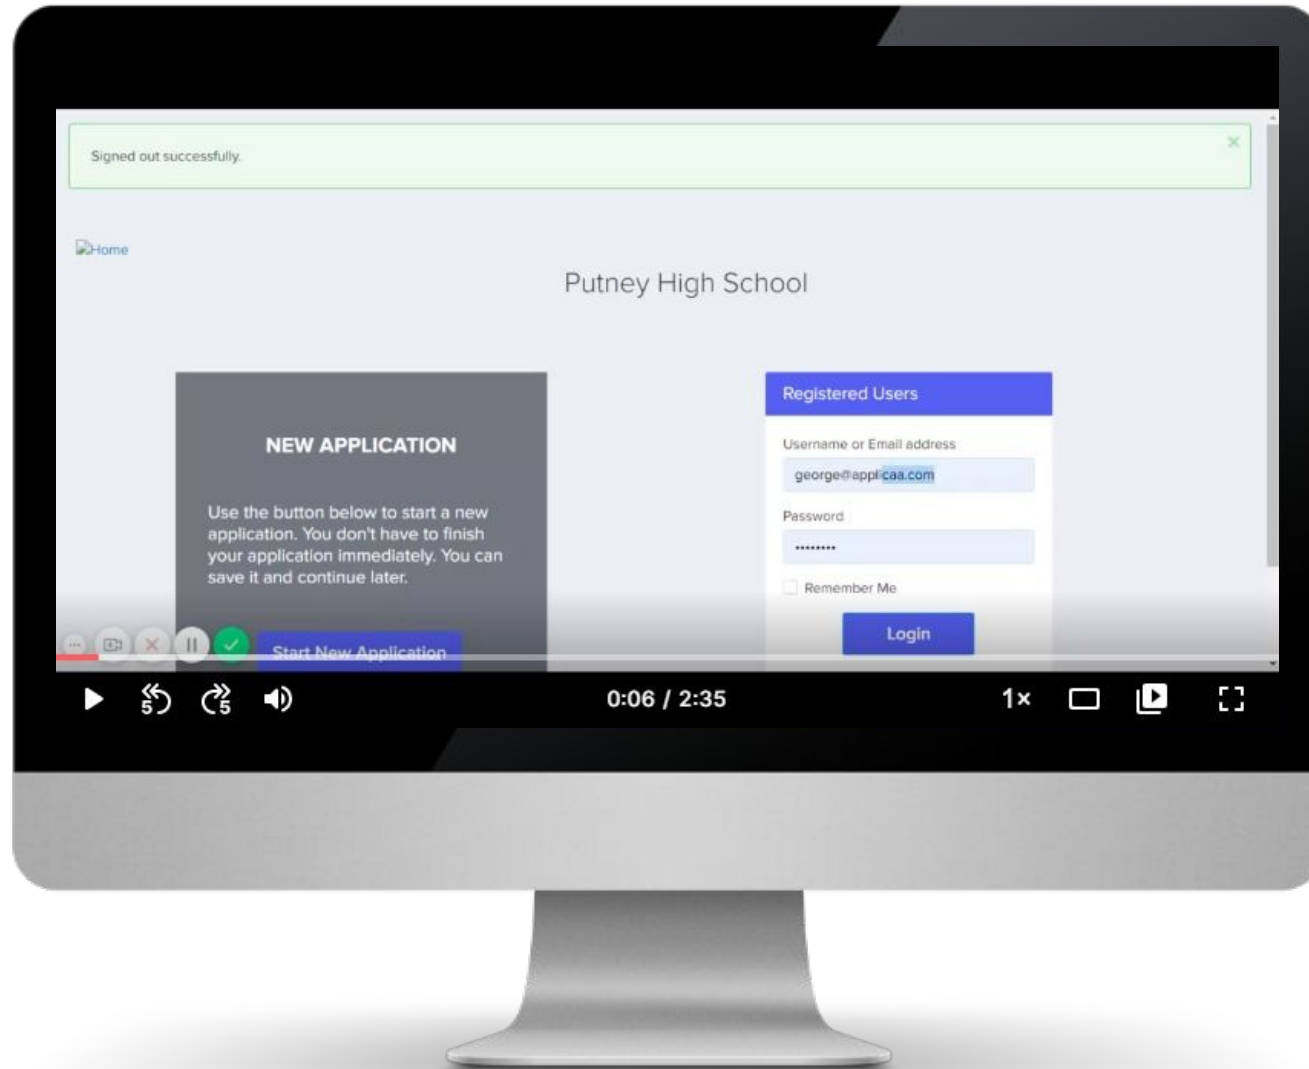 Signed out successfully.
Home
Putney High School
NEW APPLICATION
Use the button below to start a new
application. You don't have to finish
your application immediately. You can
save it and continue later.
Start New Application
Registered Users
Username or Email address
george@applicaa.com
Password
Remember Me
Login
5
5
0:06 / 2:35
1×